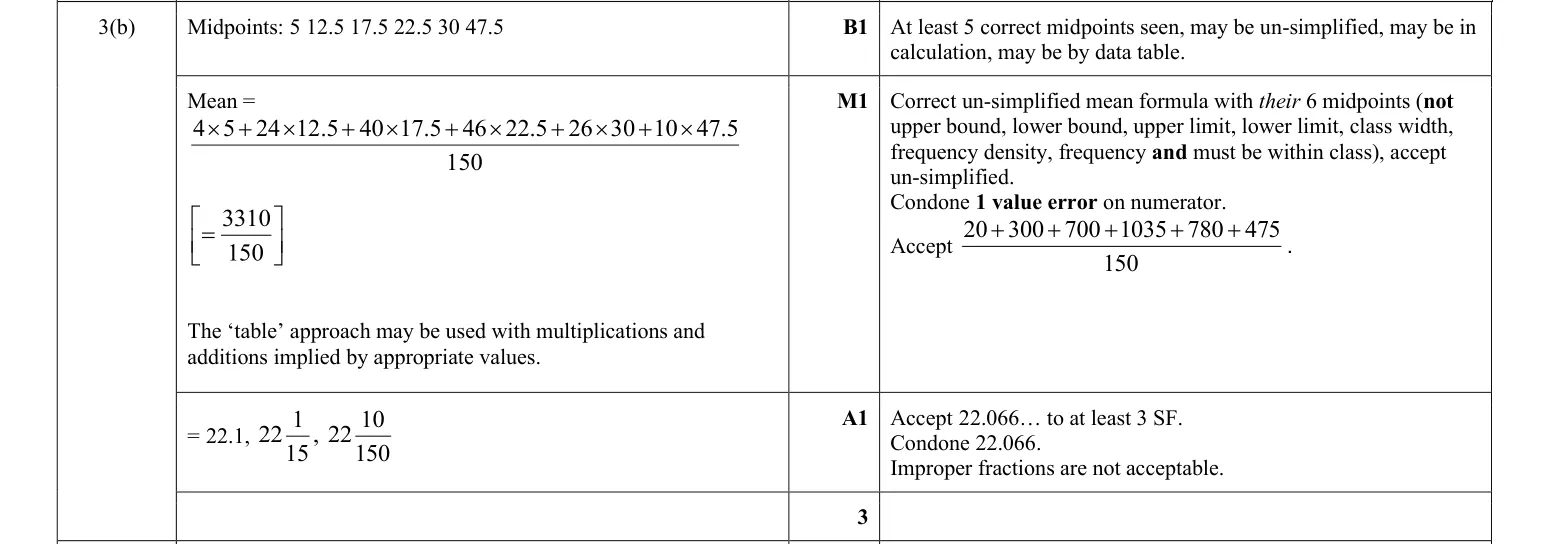 3(b)
Midpoints: 5 12.5 17.5 22.5 30 47.5
B1
At least 5 correct midpoints seen, may be un-simplified, may be in
calculation, may be by data table.
Mean =
4×5+24×12.5+40×17.5+46×22.5+26×30+10×47.5
150
[= 3310
150 ]
The ‘table’ approach may be used with multiplications and
additions implied by appropriate values.
M1
Correct un-simplified mean formula with their 6 midpoints (not
upper bound, lower bound, upper limit, lower limit, class width,
frequency density, frequency and must be within class), accept
un-simplified.
Condone 1 value error on numerator.
Accept 20+300+700+1035+780+475
150 .
= 22.1, 22 1/15, 22 10/150
A1
Accept 22.066… to at least 3 SF.
Condone 22.066.
Improper fractions are not acceptable.
3